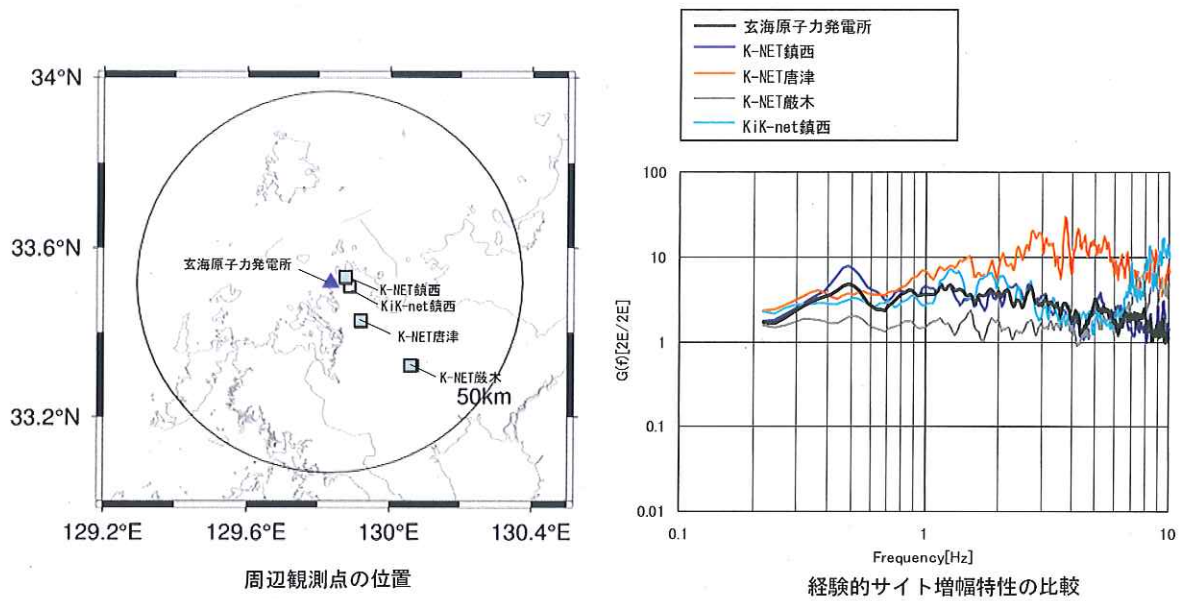 34°N
33.6°N
33.2°N
129.2°E
129.6°E
130°E
130.4°E
玄海原子力発電所
K-NET鎮西
KiK-net鎮西
K-NET唐津
K-NET厳木
50km
周辺観測点の位置
玄海原子力発電所
K-NET鎮西
K-NET唐津
K-NET厳木
KiK-net鎮西
100
10
1
0.1
0.01
G(f)[2E/2E]
0.1
1
10
Frequency[Hz]
経験的サイト増幅特性の比較